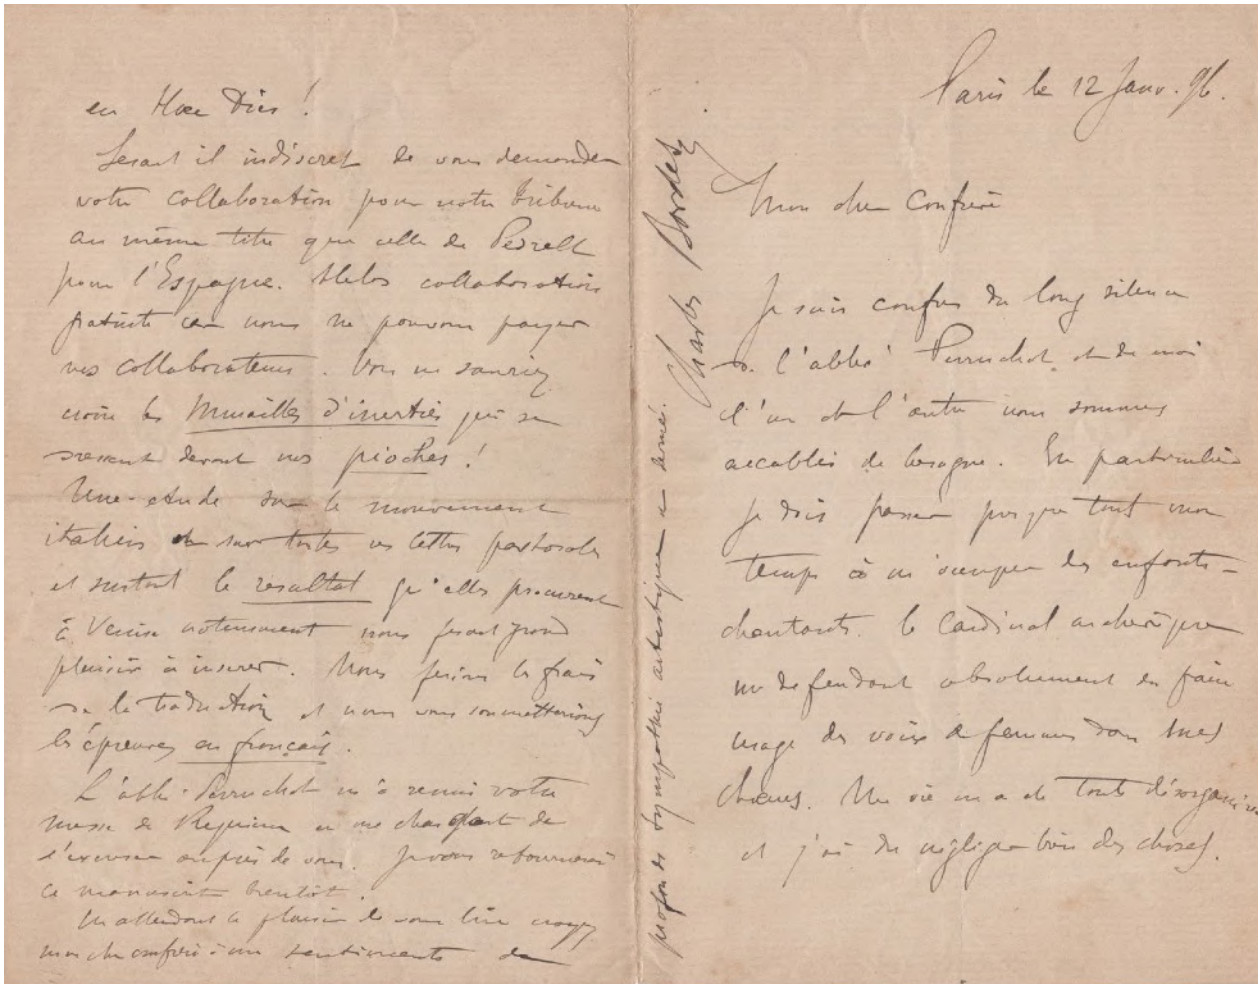 Paris le 12 Janv. 96.
Mon cher Confrère
Je suis confus du long silence
de l'abbé Perruchot et de moi
l'un et l'autre nous sommes
accablés de besogne. En particulier
je dois passer presque tout mon
temps à m'occuper des enfants-
chantants. le Cardinal archevêque
me défendant absolument de faire
usage des voix de femmes dans mes
chœurs. Ma vie en a été toute désorganisée
et j'ai du négliger bien des choses.
en Hœc Dies !
Serait il indiscret de vous demander
votre collaboration pour notre tribune
au même titre que celle de Pedrell
pour l'Espagne. Hélas collaboration
gratuite car nous ne pouvons payer
nos collaborateurs. Vous ne sauriez
croire les Murailles d'inerties qui se
dressent devant nos pioches !
Une étude sur le mouvement
italien sur toutes ces lettres pastorales
et surtout le résultat qu'elles procurent
à Venise notamment nous ferait grand
plaisir à insérer. Nous ferions les frais
de la traduction et nous vous soumettrions
les épreuves en français.
L'abbé Perruchot m'a remis votre
messe de Requiem en me chargeant de
l'excuser auprès de vous. Je vous retournerai
ce manuscrit bientôt.
En attendant le plaisir de vous lire croyez
mon cher confrère à mes sentiments de
profonde sympathie artistique
Charles Bordes